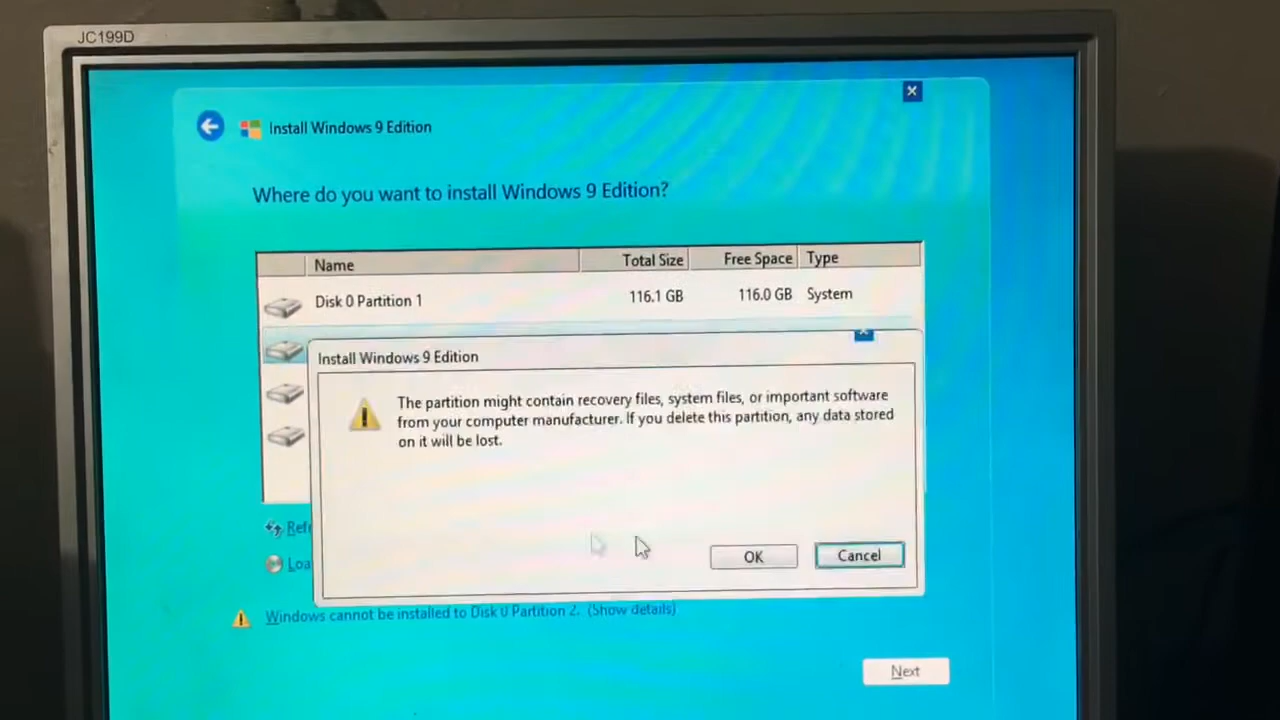 JC199D
Install Windows 9 Edition
Where do you want to install Windows 9 Edition?
Name Total Size Free Space Type
Disk 0 Partition 1 116.1 GB 116.0 GB System
Install Windows 9 Edition
The partition might contain recovery files, system files, or important software
from your computer manufacturer. If you delete this partition, any data stored
on it will be lost.
Refr
Loa
OK Cancel
Windows cannot be installed to Disk 0 Partition 2. (Show details)
Next